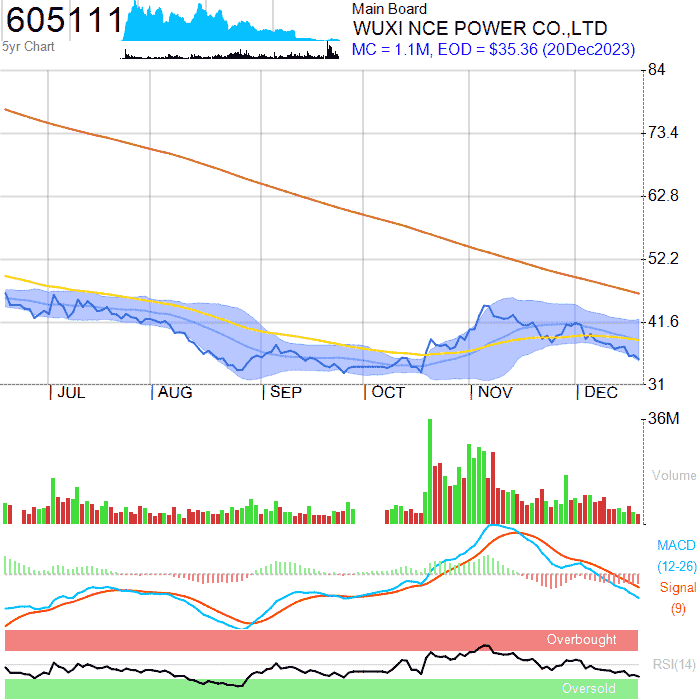 605111
5yr Chart
Main Board
WUXI NCE POWER CO.,LTD
MC = 1.1M, EOD = $35.36 (20Dec2023)
84
73.4
62.8
52.2
41.6
31
JUL
AUG
SEP
OCT
NOV
DEC
36M
Volume
MACD
(12-26)
Signal
(9)
Overbought
RSI(14)
Oversold